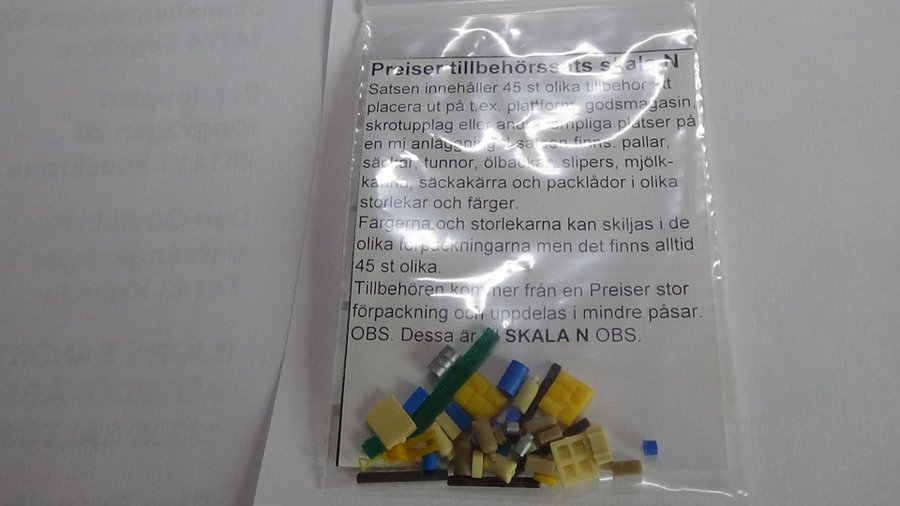 Preiser tillbehörssats skala N
Satsen innehåller 45 st olika tillbehör att
placera ut på t.ex. plattform, godsmagasin,
skrotupplag eller andra lämpliga platser på
en mj anläggning. I satsen finns: pallar,
säckar, tunnor, ölbackar, slipers, mjölk-
kanna, säckakärra och packlådor i olika
storlekar och färger.
Färgerna och storlekarna kan skiljas i de
olika förpackningarna men det finns alltid
45 st olika.
Tillbehören kommer från en Preiser stor
förpackning och uppdelas i mindre påsar.
OBS. Dessa är SKALA N OBS.